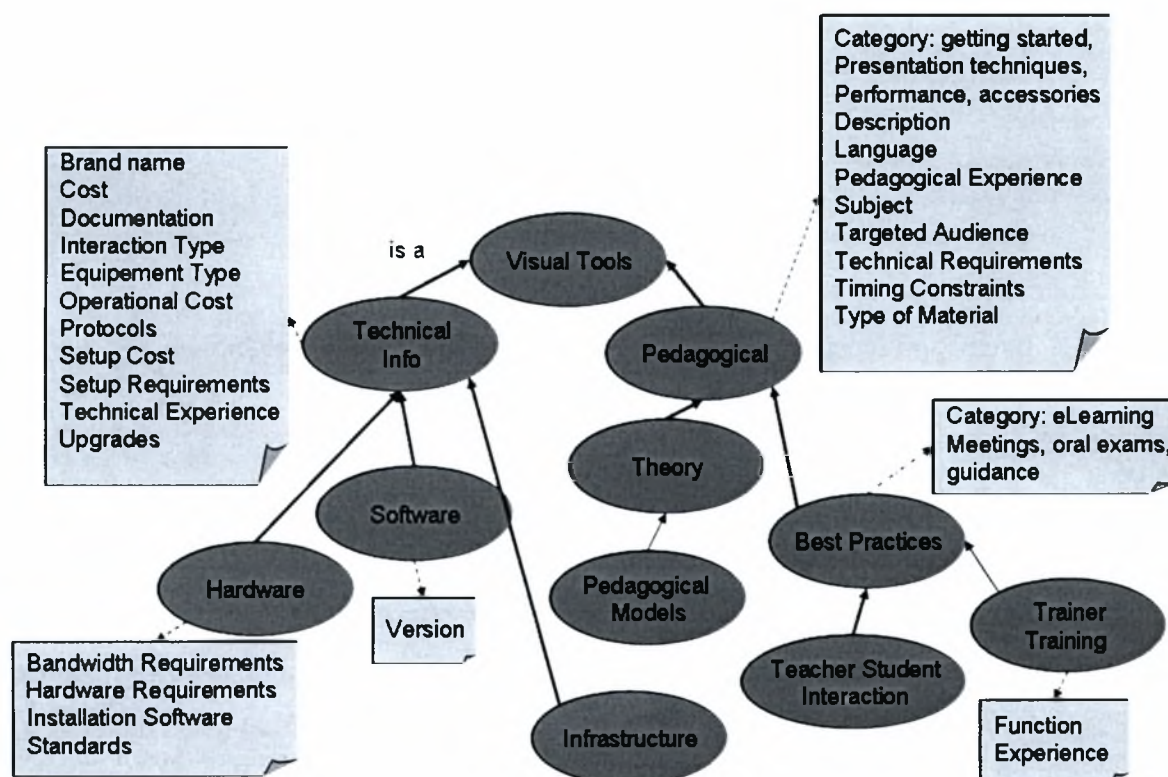 Category: getting started,
Presentation techniques,
Performance, accessories
Description
Language
Pedagogical Experience
Subject
Targeted Audience
Technical Requirements
Timing Constraints
Type of Material
Brand name
Cost
Documentation
Interaction Type
Equipement Type
Operational Cost
Protocols
Setup Cost
Setup Requirements
Technical Experience
Upgrades
is a
Visual Tools
Technical
Info
Pedagogical
Category: eLearning
Meetings, oral exams,
guidance
Theory
Software
Best Practices
Hardware
Pedagogical
Models
Trainer
Training
Version
Teacher Student
Interaction
Bandwidth Requirements
Hardware Requirements
Installation Software
Standards
Infrastructure
Function
Experience